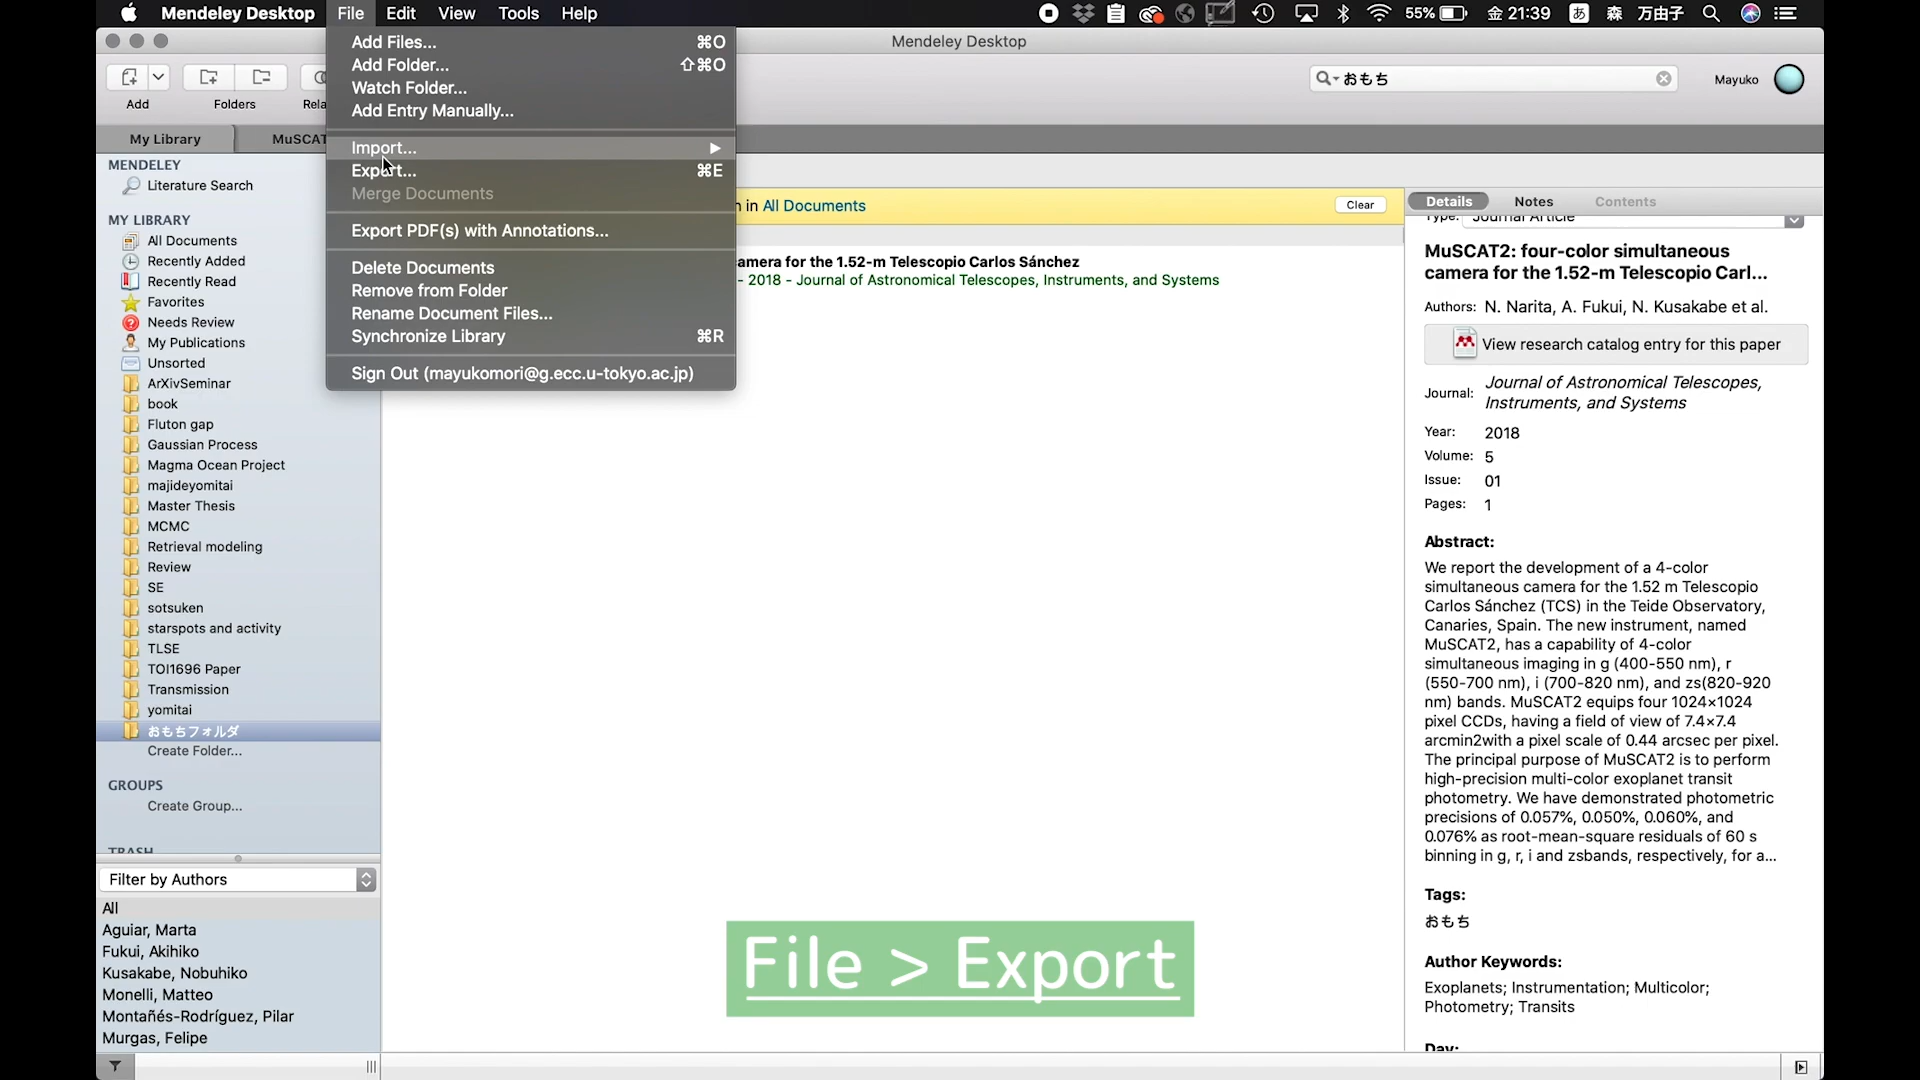 Mendeley Desktop File Edit View Tools Help 55% 金 21:39 あ 森 万由子
Mendeley Desktop
Add Files... ⌘O
Add Folder... ⇧⌘O
Watch Folder...
Add Entry Manually...
Import...
Export... ⌘E
Merge Documents
Export PDF(s) with Annotations...
Delete Documents
Remove from Folder
Rename Document Files...
Synchronize Library ⌘R
Sign Out (mayukomori@g.ecc.u-tokyo.ac.jp)
おもち
Mayuko
Add Folders Rela
My Library MuSCAT
MENDELEY
Literature Search
MY LIBRARY
All Documents
Recently Added
Recently Read
Favorites
Needs Review
My Publications
Unsorted
ArXivSeminar
book
Fluton gap
Gaussian Process
Magma Ocean Project
majideyomitai
Master Thesis
MCMC
Retrieval modeling
Review
SE
sotsuken
starspots and activity
TLSE
TOI1696 Paper
Transmission
yomitai
おもちフォルダ
Create Folder...
GROUPS
Create Group...
TRASH
Filter by Authors
All
Aguiar, Marta
Fukui, Akihiko
Kusakabe, Nobuhiko
Monelli, Matteo
Montañés-Rodríguez, Pilar
Murgas, Felipe
in All Documents Clear
camera for the 1.52-m Telescopio Carlos Sánchez
- 2018 - Journal of Astronomical Telescopes, Instruments, and Systems
File > Export
Details Notes Contents
Type: Journal Article
MuSCAT2: four-color simultaneous
camera for the 1.52-m Telescopio Carl...
Authors: N. Narita, A. Fukui, N. Kusakabe et al.
View research catalog entry for this paper
Journal: Journal of Astronomical Telescopes,
Instruments, and Systems
Year: 2018
Volume: 5
Issue: 01
Pages: 1
Abstract:
We report the development of a 4-color
simultaneous camera for the 1.52 m Telescopio
Carlos Sánchez (TCS) in the Teide Observatory,
Canaries, Spain. The new instrument, named
MuSCAT2, has a capability of 4-color
simultaneous imaging in g (400-550 nm), r
(550-700 nm), i (700-820 nm), and zs(820-920
nm) bands. MuSCAT2 equips four 1024×1024
pixel CCDs, having a field of view of 7.4×7.4
arcmin2with a pixel scale of 0.44 arcsec per pixel.
The principal purpose of MuSCAT2 is to perform
high-precision multi-color exoplanet transit
photometry. We have demonstrated photometric
precisions of 0.057%, 0.050%, 0.060%, and
0.076% as root-mean-square residuals of 60 s
binning in g, r, i and zsbands, respectively, for a...
Tags:
おもち
Author Keywords:
Exoplanets; Instrumentation; Multicolor;
Photometry; Transits
Day: